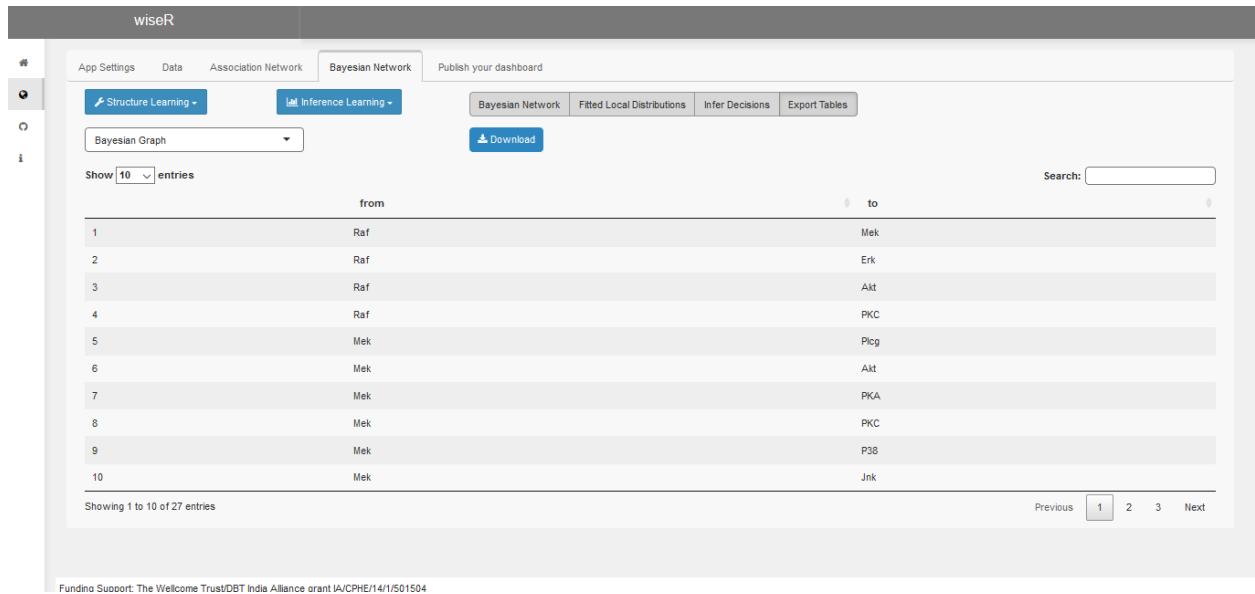 wiseR
App Settings Data Association Network Bayesian Network Publish your dashboard
Structure Learning Inference Learning Bayesian Network Fitted Local Distributions Infer Decisions Export Tables
Bayesian Graph Download
Show 10 entries Search:
from to
1 Raf Mek
2 Raf Erk
3 Raf Akt
4 Raf PKC
5 Mek Plcg
6 Mek Akt
7 Mek PKA
8 Mek PKC
9 Mek P38
10 Mek Jnk
Showing 1 to 10 of 27 entries Previous 1 2 3 Next
Funding Support: The Wellcome Trust/DBT India Alliance grant IA/CPHE/14/1/501504